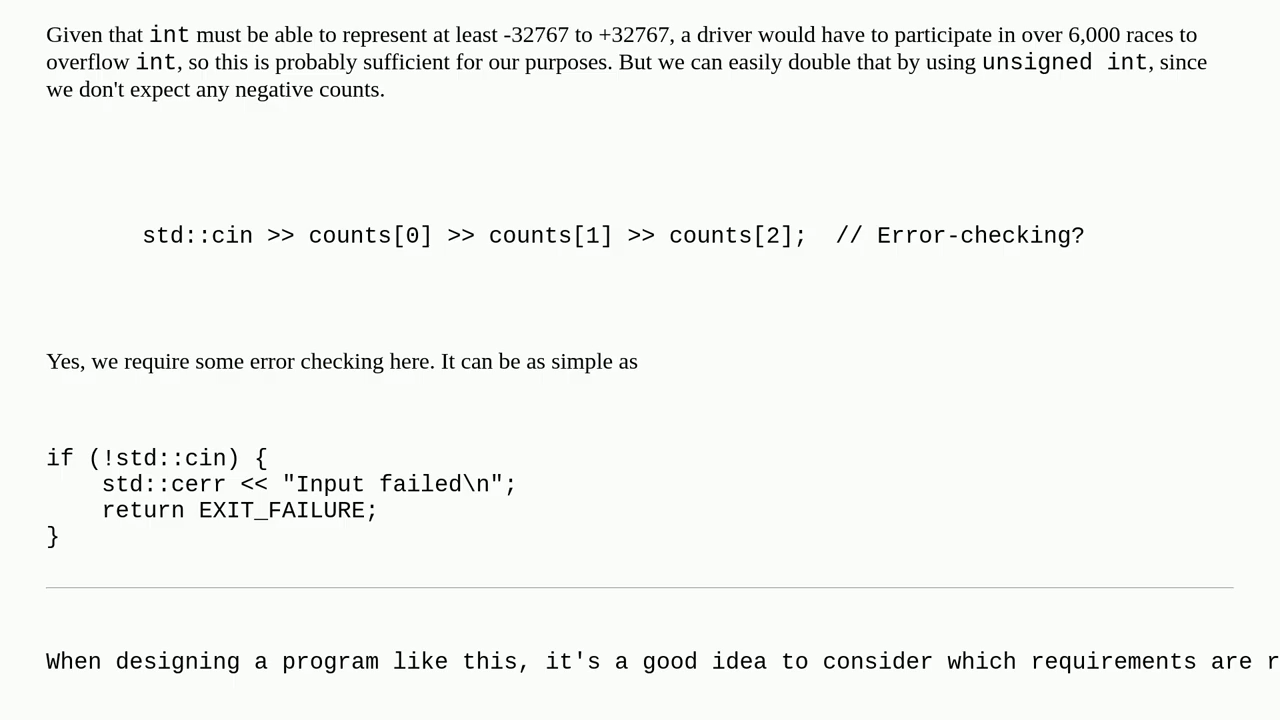 Given that int must be able to represent at least -32767 to +32767, a driver would have to participate in over 6,000 races to
overflow int, so this is probably sufficient for our purposes. But we can easily double that by using unsigned int, since
we don't expect any negative counts.
std::cin >> counts[0] >> counts[1] >> counts[2];  // Error-checking?
Yes, we require some error checking here. It can be as simple as
if (!std::cin) {
    std::cerr << "Input failed\n";
    return EXIT_FAILURE;
}
When designing a program like this, it's a good idea to consider which requirements are